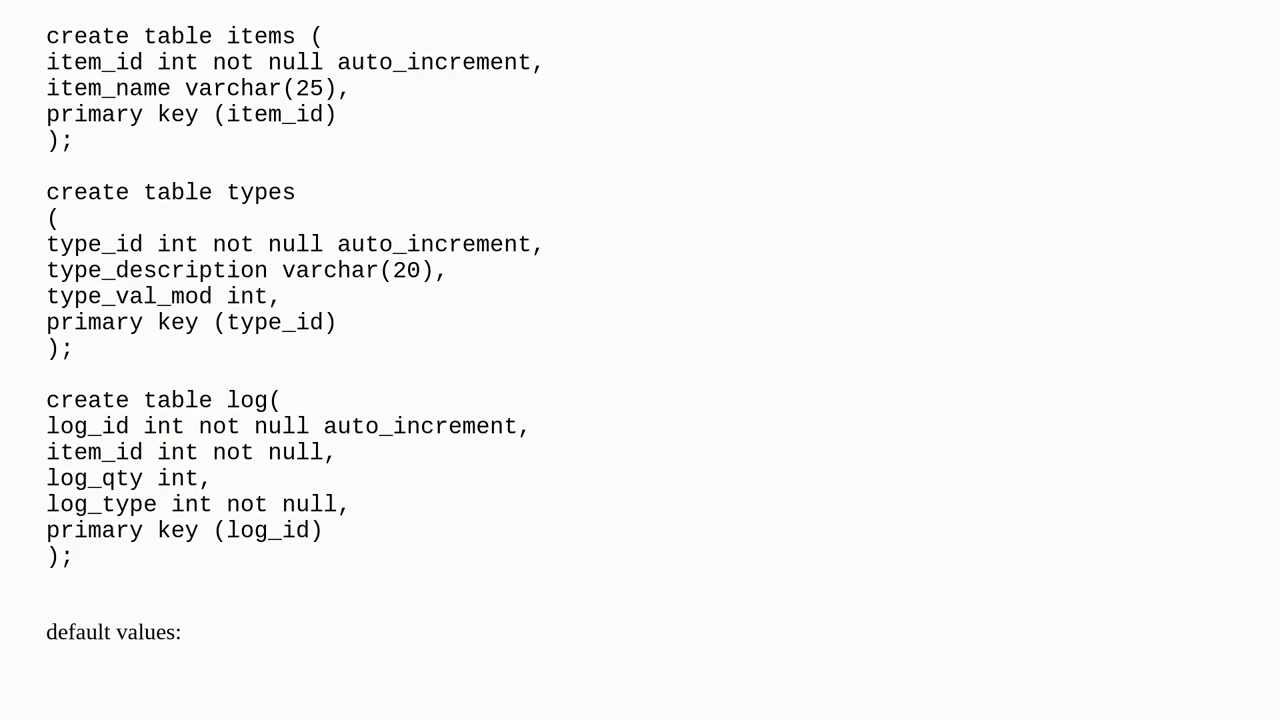 create table items (
item_id int not null auto_increment,
item_name varchar(25),
primary key (item_id)
);
create table types
(
type_id int not null auto_increment,
type_description varchar(20),
type_val_mod int,
primary key (type_id)
);
create table log(
log_id int not null auto_increment,
item_id int not null,
log_qty int,
log_type int not null,
primary key (log_id)
);
default values: